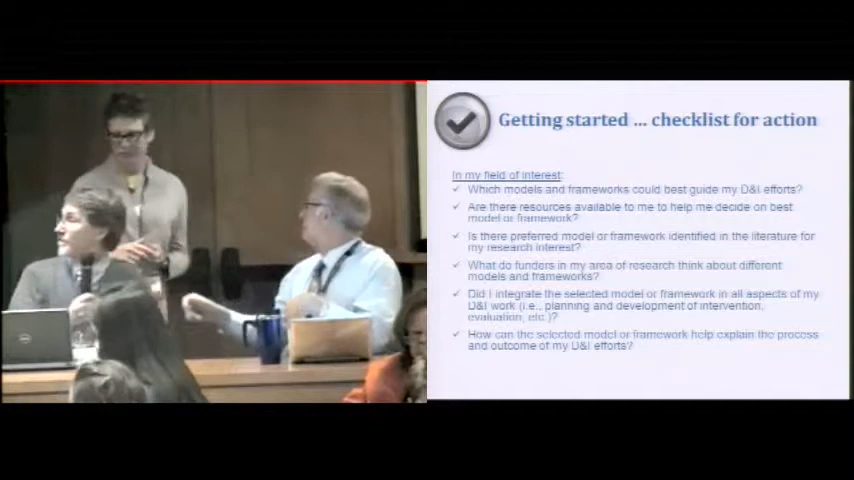 Getting started ... checklist for action
In my field of interest:
Which models and frameworks could best guide my D&I efforts?
Are there resources available to me to help me decide on best
model or framework?
Is there preferred model or framework identified in the literature for
my research interest?
What do funders in my area of research think about different
models and frameworks?
Did I integrate the selected model or framework in all aspects of my
D&I work (i.e., planning and development of intervention,
evaluation, etc.)?
How can the selected model or framework help explain the process
and outcome of my D&I efforts?